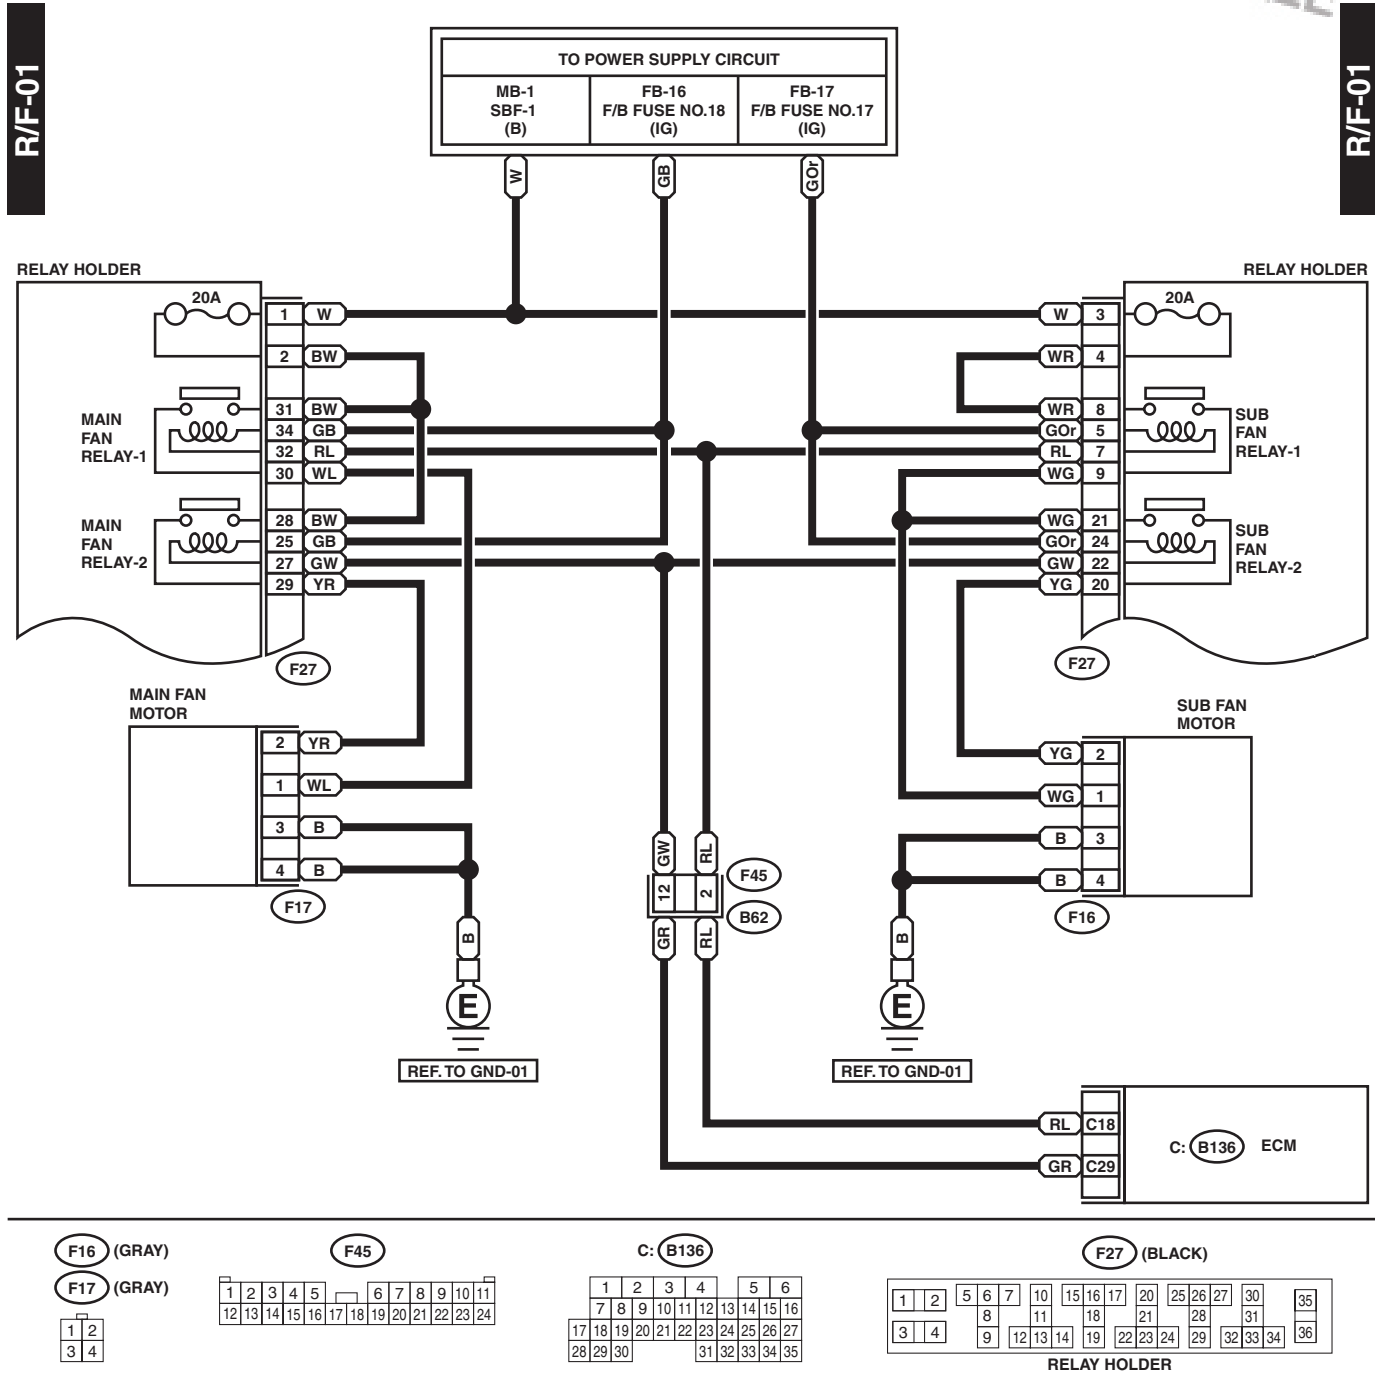 R/F-01
R/F-01
TO POWER SUPPLY CIRCUIT
MB-1
SBF-1
(B)
FB-16
F/B FUSE NO.18
(IG)
FB-17
F/B FUSE NO.17
(IG)
W
GB
GOr
RELAY HOLDER
20A
1 W
2 BW
31 BW
34 GB
32 RL
30 WL
28 BW
25 GB
27 GW
29 YR
MAIN
FAN
RELAY-1
MAIN
FAN
RELAY-2
F27
RELAY HOLDER
20A
W 3
WR 4
WR 8
GOr 5
RL 7
WG 9
WG 21
GOr 24
GW 22
YG 20
SUB
FAN
RELAY-1
SUB
FAN
RELAY-2
F27
MAIN FAN
MOTOR
2 YR
1 WL
3 B
4 B
F17
SUB FAN
MOTOR
YG 2
WG 1
B 3
B 4
F16
GW RL
12 2
F45
B62
GR RL
B
E
REF. TO GND-01
B
E
REF. TO GND-01
RL C18
GR C29
C: B136 ECM
F16 (GRAY)
F17 (GRAY)
1 2
3 4
F45
1 2 3 4 5 6 7 8 9 10 11
12 13 14 15 16 17 18 19 20 21 22 23 24
C: B136
1 2 3 4 5 6
7 8 9 10 11 12 13 14 15 16
17 18 19 20 21 22 23 24 25 26 27
28 29 30 31 32 33 34 35
F27 (BLACK)
1 2 5 6 7 10 15 16 17 20 25 26 27 30 35
8 11 18 21 28 31
3 4 9 12 13 14 19 22 23 24 29 32 33 34 36
RELAY HOLDER